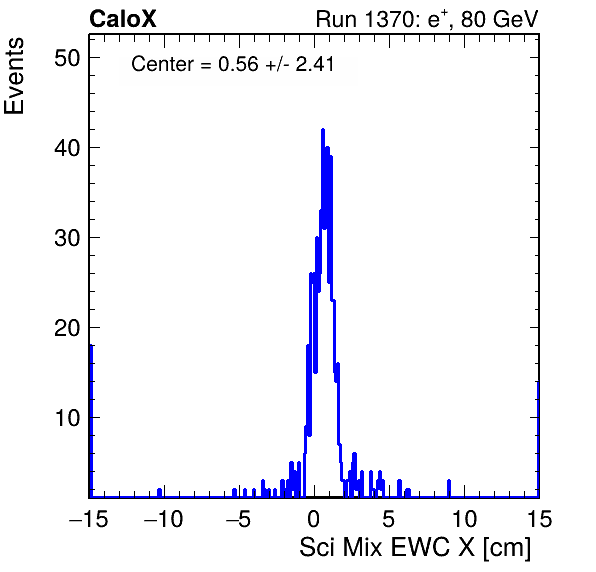 CaloX Run 1370: e⁺, 80 GeV
Center = 0.56 +/- 2.41
Events
50
40
30
20
10
−15 −10 −5 0 5 10 15
Sci Mix EWC X [cm]